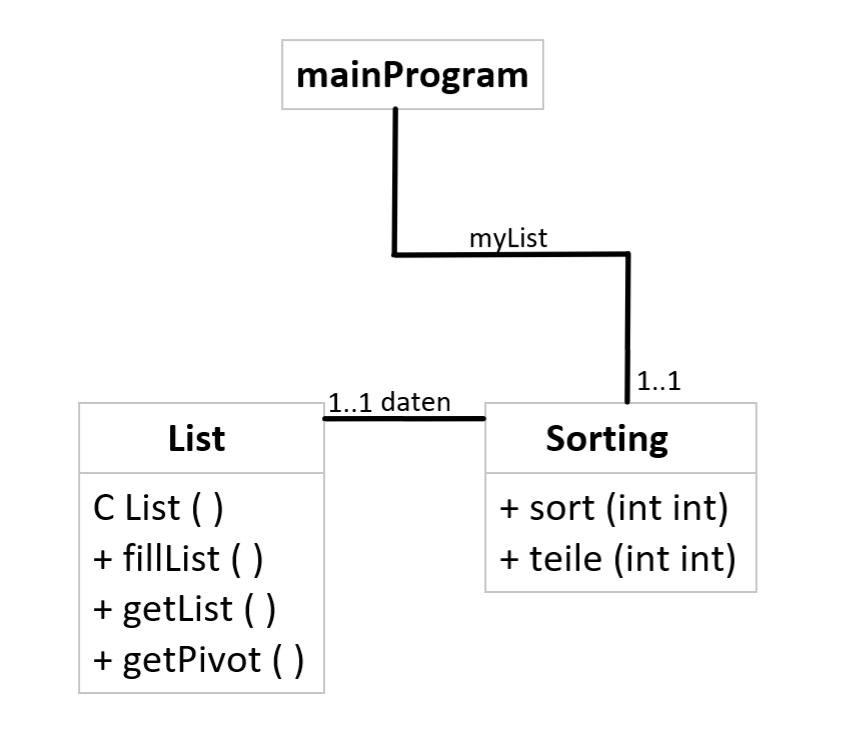 mainProgram
myList
1..1
1..1 daten
List
C List ( )
+ fillList ( )
+ getList ( )
+ getPivot ( )
Sorting
+ sort (int int)
+ teile (int int)